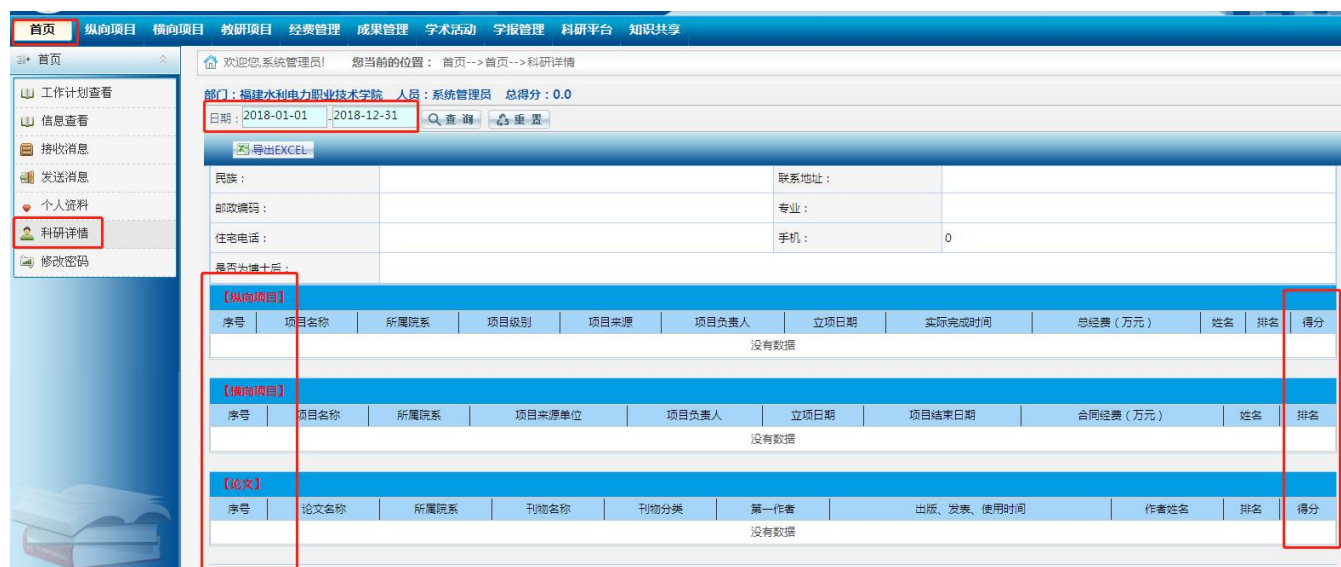 首页 纵向项目 横向项目 教研项目 经费管理 成果管理 学术活动 学报管理 科研平台 知识共享
首页
欢迎您,系统管理员! 您当前的位置： 首页-->首页-->科研详情
工作计划查看
信息查看
接收消息
发送消息
个人资料
科研详情
修改密码
部门：福建水利电力职业技术学院 人员：系统管理员 总得分：0.0
日期：2018-01-01 -2018-12-31 查询 重置
导出EXCEL
民族： 联系地址：
邮政编码： 专业：
住宅电话： 手机： 0
是否为博士后：
【纵向项目】
序号 项目名称 所属院系 项目级别 项目来源 项目负责人 立项日期 实际完成时间 总经费（万元） 姓名 排名 得分
没有数据
【横向项目】
序号 项目名称 所属院系 项目来源单位 项目负责人 立项日期 项目结束日期 合同经费（万元） 姓名 排名
没有数据
【论文】
序号 论文名称 所属院系 刊物名称 刊物分类 第一作者 出版、发表、使用时间 作者姓名 排名 得分
没有数据